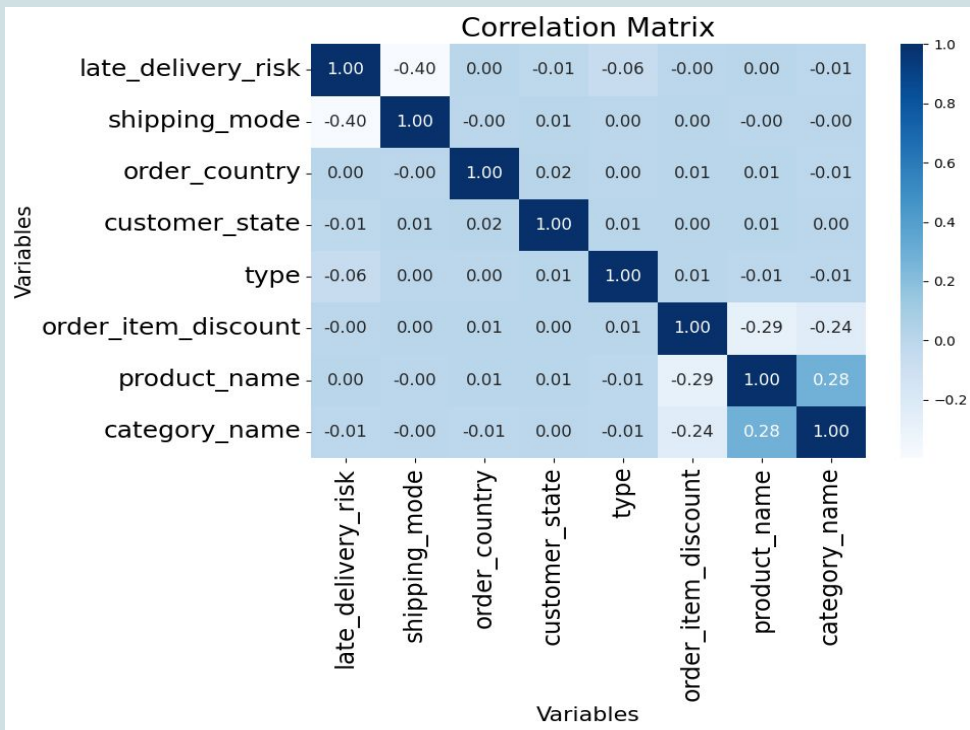 Correlation Matrix
late_delivery_risk 1.00 -0.40 0.00 -0.01 -0.06 -0.00 0.00 -0.01
shipping_mode -0.40 1.00 -0.00 0.01 0.00 0.00 -0.00 -0.00
order_country 0.00 -0.00 1.00 0.02 0.00 0.01 0.01 -0.01
customer_state -0.01 0.01 0.02 1.00 0.01 0.00 0.01 0.00
type -0.06 0.00 0.00 0.01 1.00 0.01 -0.01 -0.01
order_item_discount -0.00 0.00 0.01 0.00 0.01 1.00 -0.29 -0.24
product_name 0.00 -0.00 0.01 0.01 -0.01 -0.29 1.00 0.28
category_name -0.01 -0.00 -0.01 0.00 -0.01 -0.24 0.28 1.00
Variables
late_delivery_risk
shipping_mode
order_country
customer_state
type
order_item_discount
product_name
category_name
Variables
1.0
0.8
0.6
0.4
0.2
0.0
−0.2